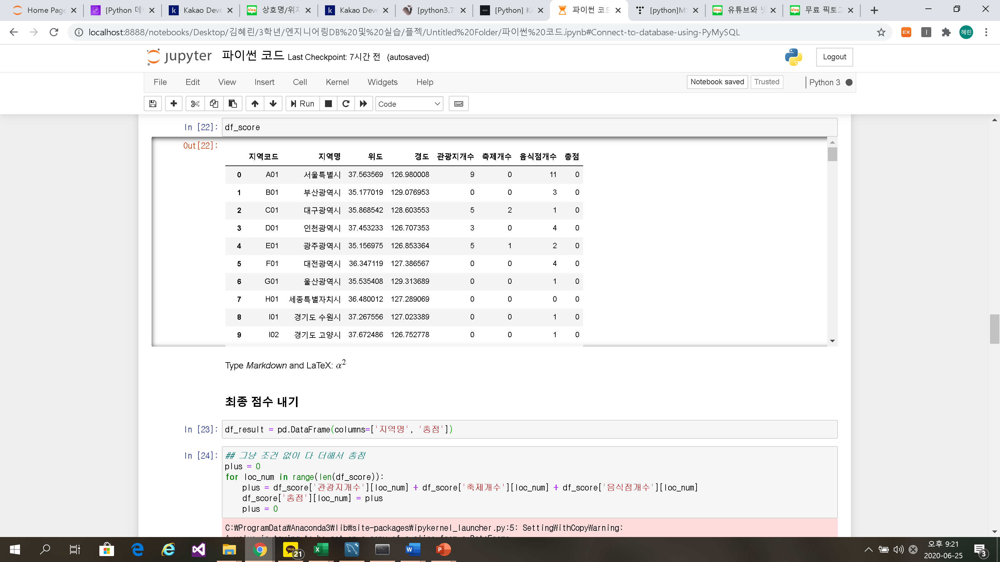 Home Page
[Python 데
Kakao Deve
상호명/위치
Kakao Deve
[python3.7
[Python] Ka
파이썬 코드
[python]MS
유튜브와 넷
무료 픽토그
localhost:8888/notebooks/Desktop/김혜린/3학년/엔지니어링DB%20및%20실습/플젝/Untitled%20Folder/파이썬%20코드.ipynb#Connect-to-database-using-PyMySQL
EX
혜린
jupyter 파이썬 코드 Last Checkpoint: 7시간 전 (autosaved)
Logout
File Edit View Insert Cell Kernel Widgets Help
Notebook saved Trusted Python 3
Run Code
In [22]: df_score
Out[22]:
지역코드 지역명 위도 경도 관광지개수 축제개수 음식점개수 총점
0 A01 서울특별시 37.563569 126.980008 9 0 11 0
1 B01 부산광역시 35.177019 129.076953 0 0 3 0
2 C01 대구광역시 35.868542 128.603553 5 2 1 0
3 D01 인천광역시 37.453233 126.707353 3 0 4 0
4 E01 광주광역시 35.156975 126.853364 5 1 2 0
5 F01 대전광역시 36.347119 127.386567 0 0 4 0
6 G01 울산광역시 35.535408 129.313689 0 0 1 0
7 H01 세종특별자치시 36.480012 127.289069 0 0 0 0
8 I01 경기도 수원시 37.267556 127.023389 0 0 1 0
9 I02 경기도 고양시 37.672486 126.752778 0 0 1 0
Type Markdown and LaTeX: α²
최종 점수 내기
In [23]: df_result = pd.DataFrame(columns=['지역명', '총점'])
In [24]: ## 그냥 조건 없이 다 더해서 총점
plus = 0
for loc_num in range(len(df_score)):
plus = df_score['관광지개수'][loc_num] + df_score['축제개수'][loc_num] + df_score['음식점개수'][loc_num]
df_score['총점'][loc_num] = plus
plus = 0
C:₩ProgramData₩Anaconda3₩lib₩site-packages₩ipykernel_launcher.py:5: SettingWithCopyWarning:
TALK
21
오후 9:21
2020-06-25
3